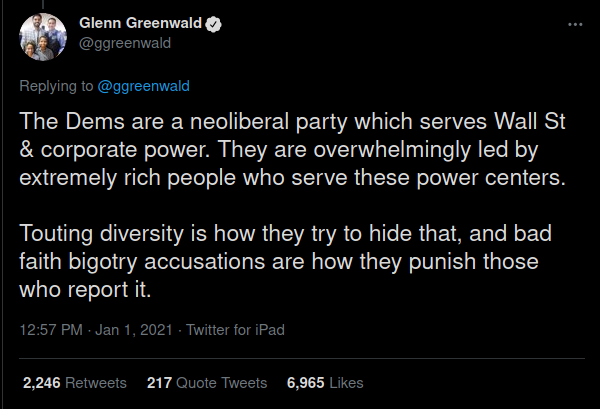 Glenn Greenwald
@ggreenwald
Replying to @ggreenwald
The Dems are a neoliberal party which serves Wall St
& corporate power. They are overwhelmingly led by
extremely rich people who serve these power centers.
Touting diversity is how they try to hide that, and bad
faith bigotry accusations are how they punish those
who report it.
12:57 PM · Jan 1, 2021 · Twitter for iPad
2,246 Retweets 217 Quote Tweets 6,965 Likes